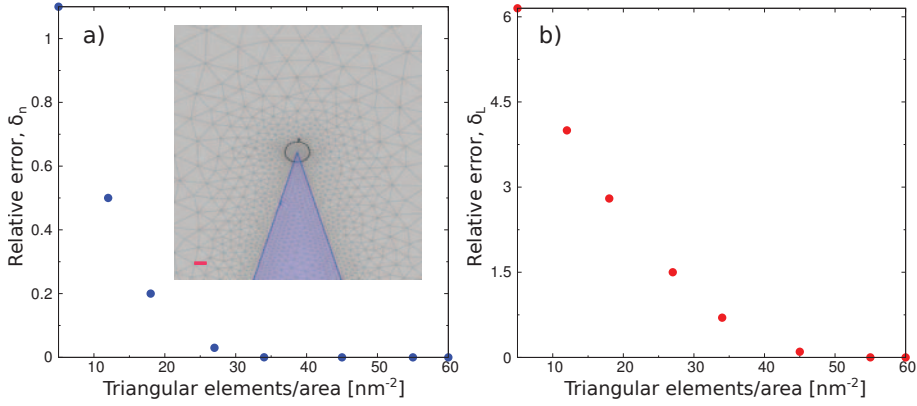 a)
1
0.8
0.6
0.4
0.2
0
Relative error, δn
5 10 20 30 40 50 60
Triangular elements/area [nm-2]
b)
6
4.5
3
1.5
0
Relative error, δL
5 10 20 30 40 50 60
Triangular elements/area [nm-2]